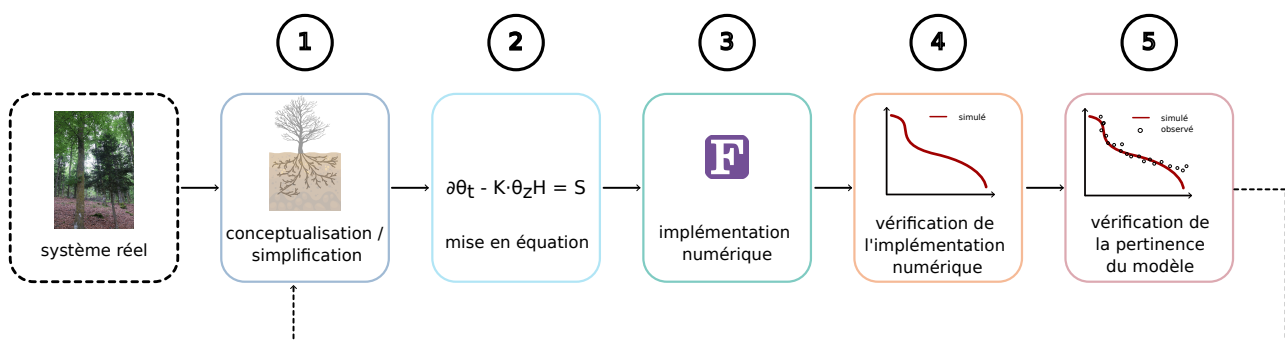 1
2
3
4
5
système réel
conceptualisation /
simplification
∂θt - K·θzH = S
mise en équation
F
implémentation
numérique
simulé
vérification de
l'implémentation
numérique
simulé
observé
vérification de
la pertinence
du modèle